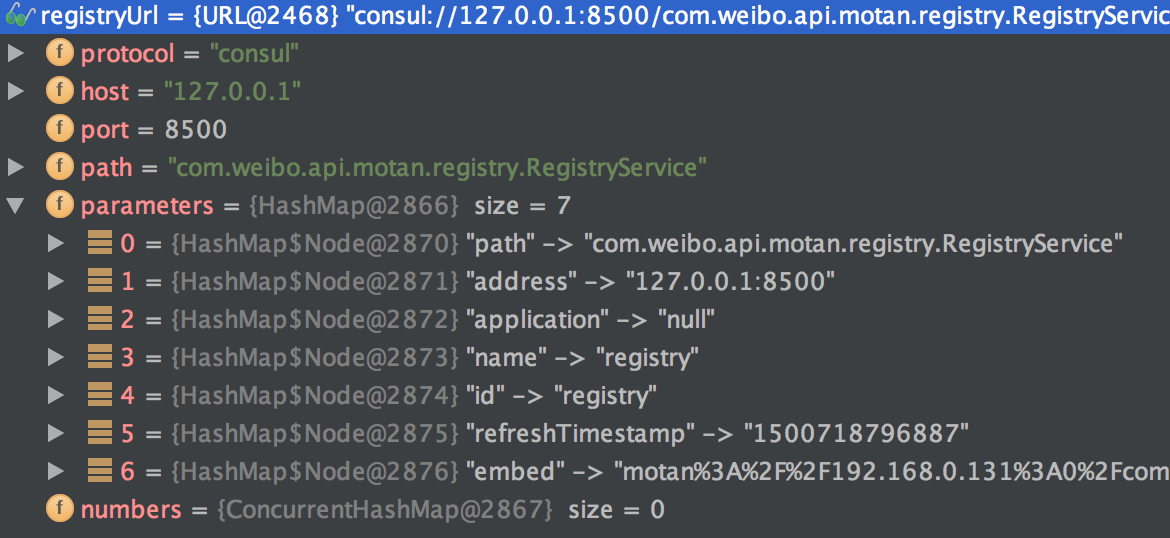 registryUrl = {URL@2468} "consul://127.0.0.1:8500/com.weibo.api.motan.registry.RegistryServic
f protocol = "consul"
f host = "127.0.0.1"
f port = 8500
f path = "com.weibo.api.motan.registry.RegistryService"
f parameters = {HashMap@2866} size = 7
0 = {HashMap$Node@2870} "path" -> "com.weibo.api.motan.registry.RegistryService"
1 = {HashMap$Node@2871} "address" -> "127.0.0.1:8500"
2 = {HashMap$Node@2872} "application" -> "null"
3 = {HashMap$Node@2873} "name" -> "registry"
4 = {HashMap$Node@2874} "id" -> "registry"
5 = {HashMap$Node@2875} "refreshTimestamp" -> "1500718796887"
6 = {HashMap$Node@2876} "embed" -> "motan%3A%2F%2F192.168.0.131%3A0%2Fcom
f numbers = {ConcurrentHashMap@2867} size = 0